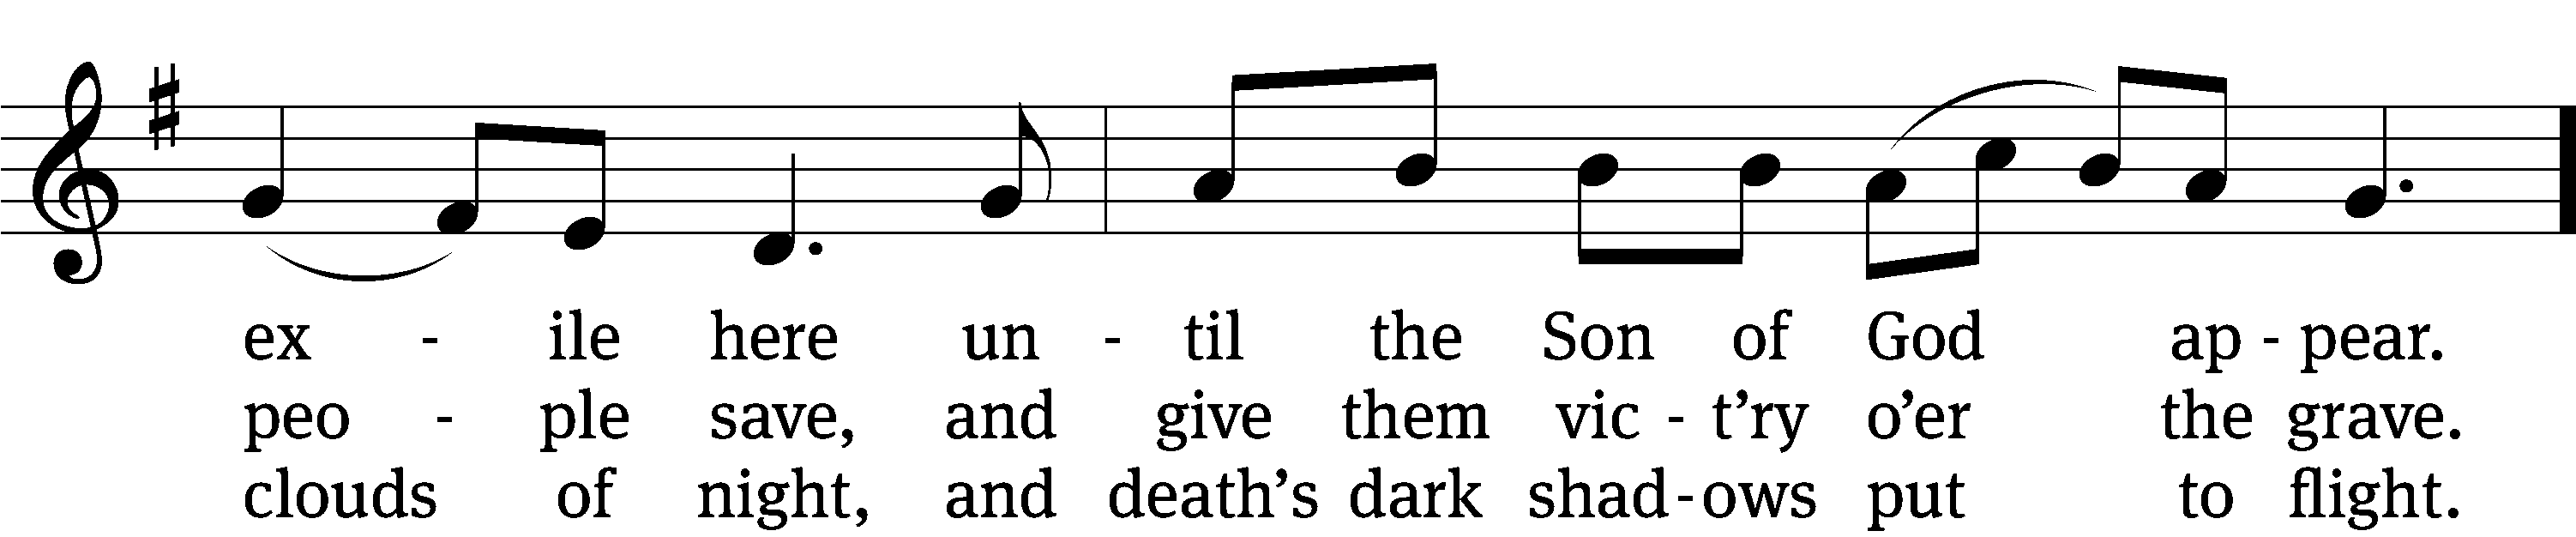 ex - ile here un - til the Son of God ap - pear.
peo - ple save, and give them vic - t’ry o’er the grave.
clouds of night, and death’s dark shad - ows put to flight.